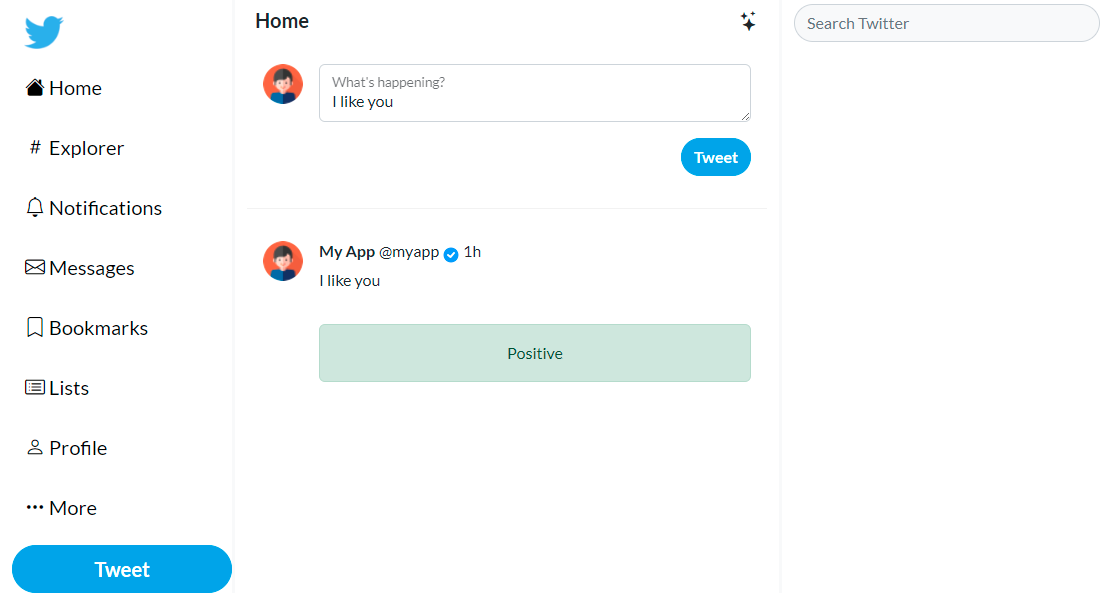 Home
# Explorer
Notifications
Messages
Bookmarks
Lists
Profile
More
Tweet
Home
What's happening?
I like you
Tweet
My App @myapp 1h
I like you
Positive
Search Twitter